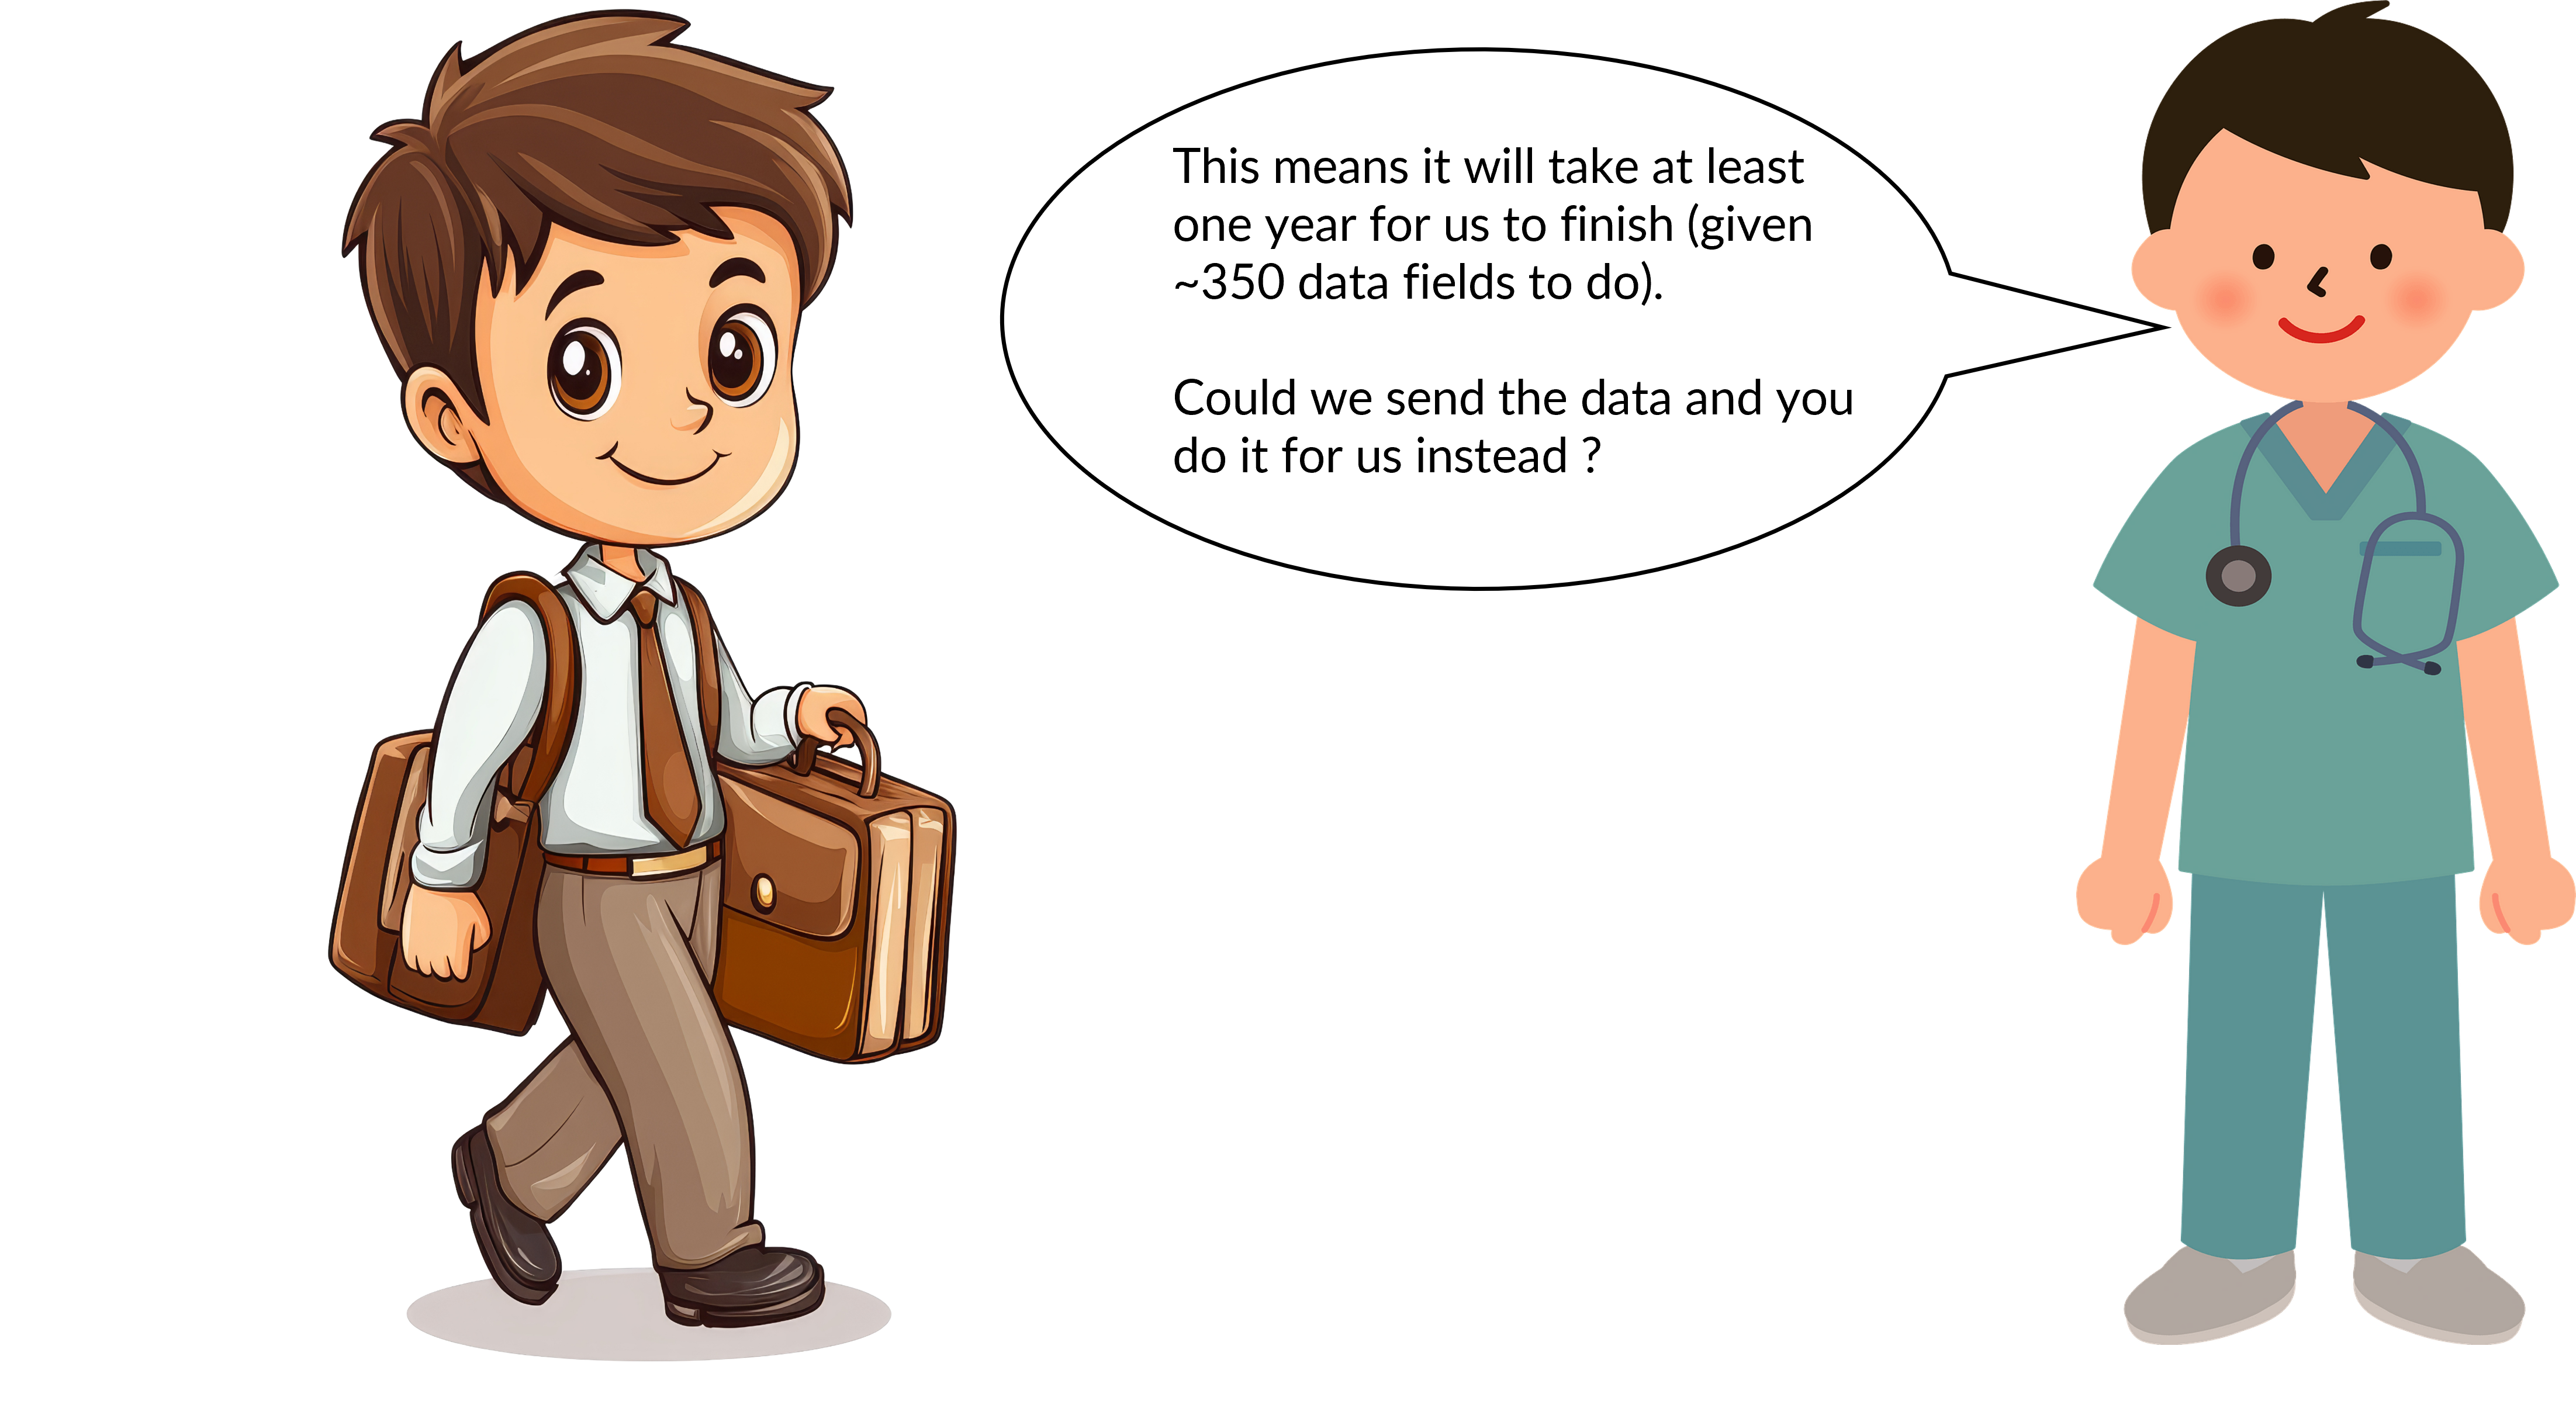 This means it will take at least
one year for us to finish (given
~350 data fields to do).
Could we send the data and you
do it for us instead ?